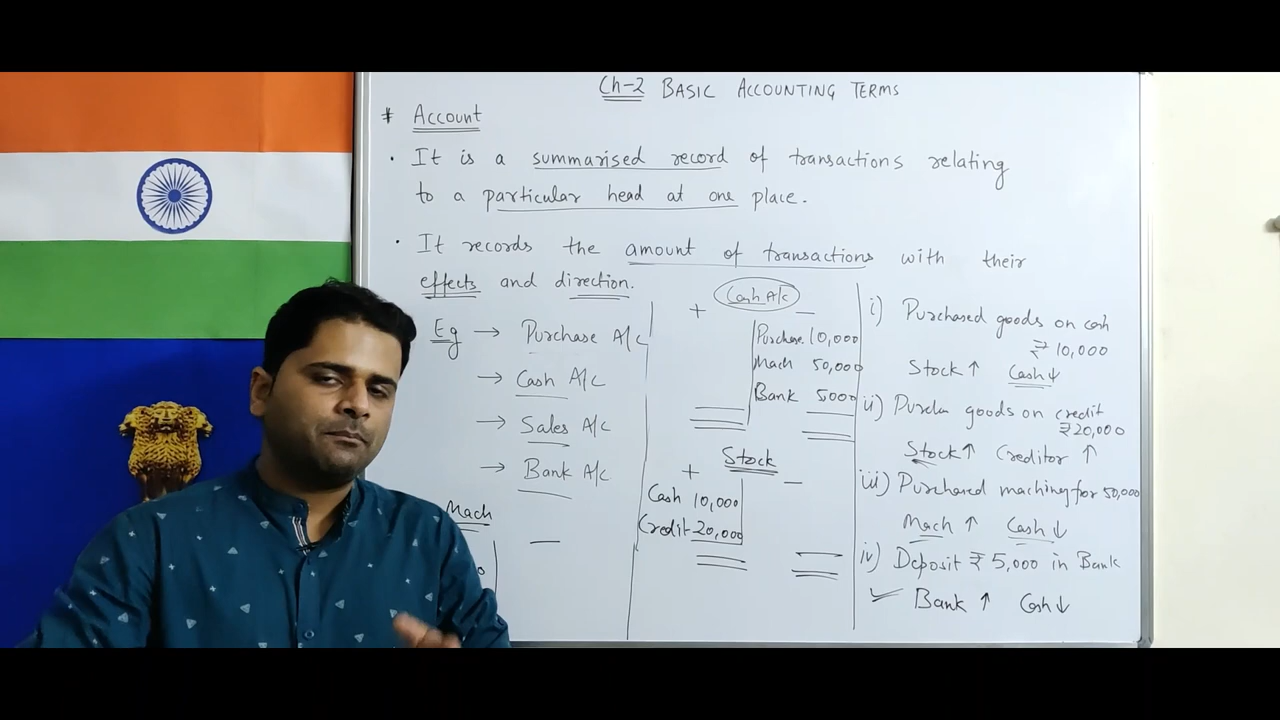 Ch-2 BASIC ACCOUNTING TERMS
* Account
• It is a summarised record of transactions relating
to a particular head at one place.
• It records the amount of transactions with their
effects and direction.
Eg → Purchase A/c
→ Cash A/c
→ Sales A/c
→ Bank A/c
Mach
—
Cash A/c
+ —
Purchase 10,000
Mach 50,000
Bank 5000
Stock
+ —
Cash 10,000
Credit-20,000
i) Purchased goods on cash
₹ 10,000
Stock ↑ Cash ↓
ii) goods on credit
₹20,000
Stock ↑ Creditor ↑
iii) Purchased maching for 50,000
Mach ↑ Cash ↓
iv) Deposit ₹ 5,000 in Bank
Bank ↑ Cash ↓